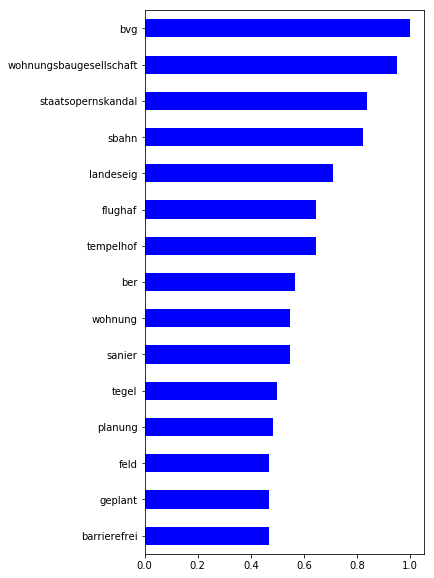 bvg
wohnungsbaugesellschaft
staatsopernskandal
sbahn
landeseig
flughaf
tempelhof
ber
wohnung
sanier
tegel
planung
feld
geplant
barrierefrei
0.0 0.2 0.4 0.6 0.8 1.0